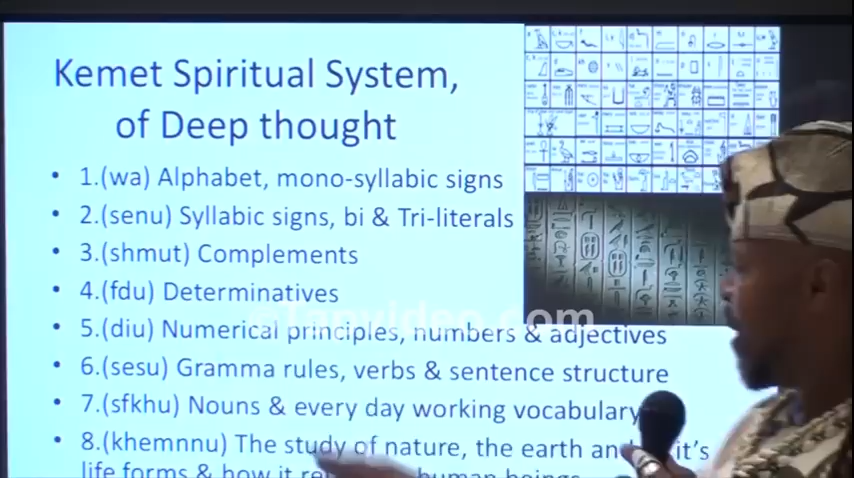 Kemet Spiritual System,
of Deep thought
• 1.(wa) Alphabet, mono-syllabic signs
• 2.(senu) Syllabic signs, bi & Tri-literals
• 3.(shmut) Complements
• 4.(fdu) Determinatives
• 5.(diu) Numerical principles, numbers & adjectives
• 6.(sesu) Gramma rules, verbs & sentence structure
• 7.(sfkhu) Nouns & every day working vocabulary
• 8.(khemnnu) The study of nature, the earth it's
life forms & how it human beings